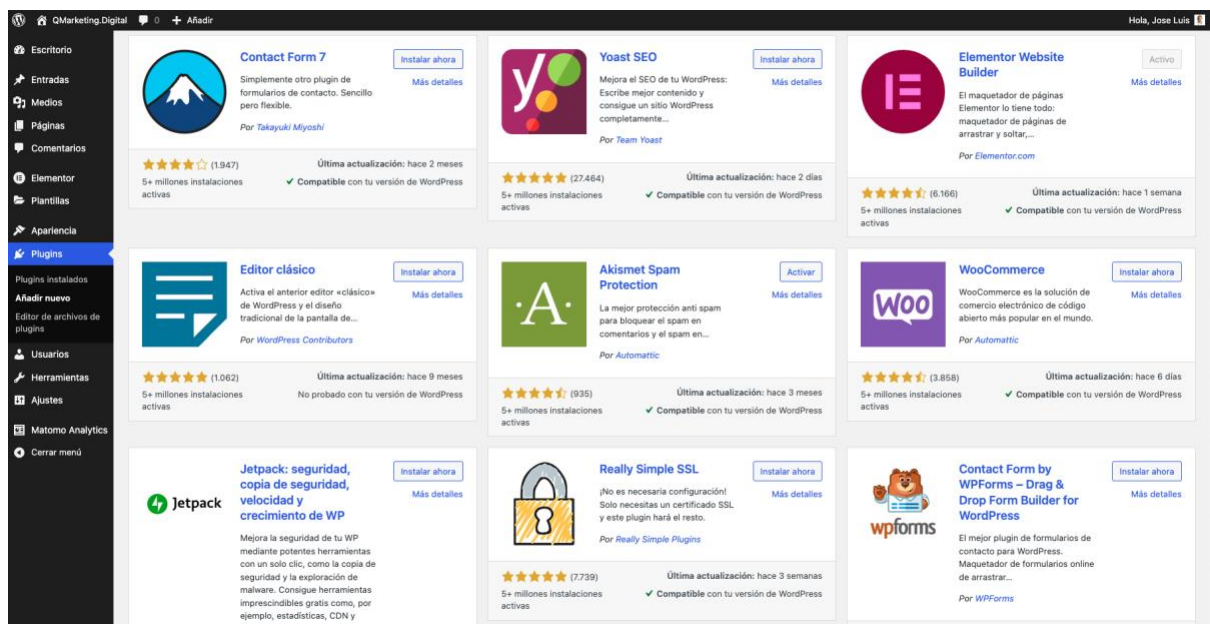 QMarketing.Digital 0 + Añadir
Hola, Jose Luis
Escritorio
Entradas
Medios
Páginas
Comentarios
Elementor
Plantillas
Apariencia
Plugins
Plugins instalados
Añadir nuevo
Editor de archivos de
plugins
Usuarios
Herramientas
Ajustes
Matomo Analytics
Cerrar menú
Contact Form 7
Instalar ahora
Más detalles
Simplemente otro plugin de
formularios de contacto. Sencillo
pero flexible.
Por Takayuki Miyoshi
(1.947)
Última actualización: hace 2 meses
5+ millones instalaciones
activas
✔ Compatible con tu versión de WordPress
yo
Yoast SEO
Instalar ahora
Más detalles
Mejora el SEO de tu WordPress:
Escribe mejor contenido y
consigue un sitio WordPress
completamente...
Por Team Yoast
(27.464)
Última actualización: hace 2 días
5+ millones instalaciones
activas
✔ Compatible con tu versión de WordPress
Elementor Website
Builder
Activo
Más detalles
El maquetador de páginas
Elementor lo tiene todo:
maquetador de páginas de
arrastrar y soltar,...
Por Elementor.com
(6.166)
Última actualización: hace 1 semana
5+ millones instalaciones
activas
✔ Compatible con tu versión de WordPress
Editor clásico
Instalar ahora
Más detalles
Activa el anterior editor «clásico»
de WordPress y el diseño
tradicional de la pantalla de...
Por WordPress Contributors
(1.062)
Última actualización: hace 9 meses
5+ millones instalaciones
activas
No probado con tu versión de WordPress
·A·
Akismet Spam
Protection
Activar
Más detalles
La mejor protección anti spam
para bloquear el spam en
comentarios y el spam en...
Por Automattic
(935)
Última actualización: hace 3 meses
5+ millones instalaciones
activas
✔ Compatible con tu versión de WordPress
WOO
WooCommerce
Instalar ahora
Más detalles
WooCommerce es la solución de
comercio electrónico de código
abierto más popular en el mundo.
Por Automattic
(3.858)
Última actualización: hace 6 días
5+ millones instalaciones
activas
✔ Compatible con tu versión de WordPress
Jetpack
Jetpack: seguridad,
copia de seguridad,
velocidad y
crecimiento de WP
Instalar ahora
Más detalles
Mejora la seguridad de tu WP
mediante potentes herramientas
con un solo clic, como la copia de
seguridad y la exploración de
malware. Consigue herramientas
imprescindibles gratis como, por
ejemplo, estadísticas, CDN y
Really Simple SSL
Instalar ahora
Más detalles
¡No es necesaria configuración!
Solo necesitas un certificado SSL
y este plugin hará el resto.
Por Really Simple Plugins
(7.739)
Última actualización: hace 3 semanas
5+ millones instalaciones
activas
✔ Compatible con tu versión de WordPress
wpforms
Contact Form by
WPForms – Drag &
Drop Form Builder for
WordPress
Instalar ahora
Más detalles
El mejor plugin de formularios de
contacto para WordPress.
Maquetador de formularios online
de arrastrar...
Por WPForms